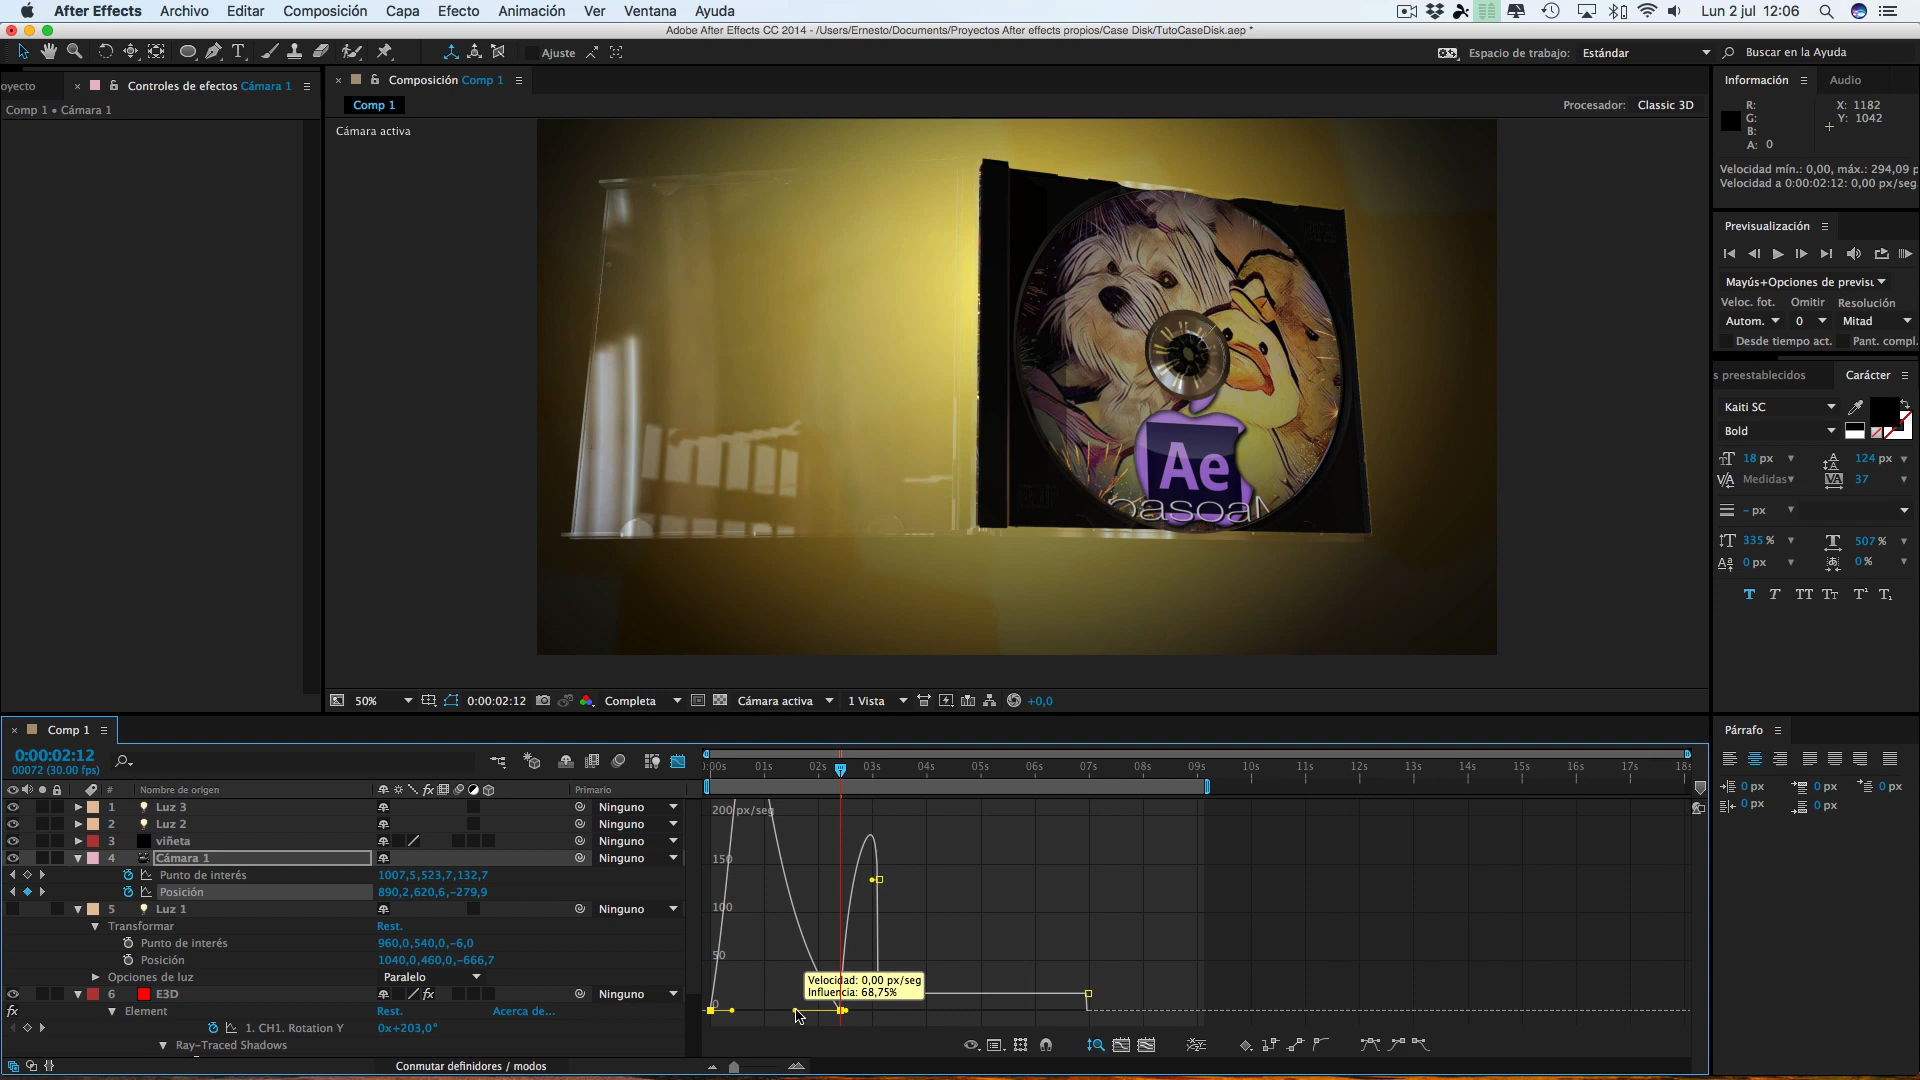 After Effects Archivo Editar Composición Capa Efecto Animación Ver Ventana Ayuda Lun 2 jul 12:06
Adobe After Effects CC 2014 - /Users/Ernesto/Documents/Proyectos After effects propios/Case Disk/TutoCaseDisk.aep *
Ajuste Espacio de trabajo: Estándar Buscar en la Ayuda
oyecto × Controles de efectos Cámara 1
Comp 1 • Cámara 1
× Composición Comp 1
Comp 1
Procesador: Classic 3D
Cámara activa
Ae
oasoaM
50% 0:00:02:12 Completa Cámara activa 1 Vista +0,0
Información Audio
R: X: 1182
G: Y: 1042
B:
A: 0
Velocidad mín.: 0,00, máx.: 294,09 p
Velocidad a 0:00:02:12: 0,00 px/seg
Previsualización
Mayús+Opciones de previsu
Veloc. fot. Omitir Resolución
Autom. 0 Mitad
Desde tiempo act. Pant. compl.
s preestablecidos Carácter
Kaiti SC
Bold
18 px 124 px
Medidas 37
- px
335 % 507 %
0 px 0 %
Párrafo
0 px 0 px 0 px
0 px 0 px
× Comp 1
0:00:02:12
00072 (30.00 fps)
# Nombre de origen fx Primario
1 Luz 3 Ninguno
2 Luz 2 Ninguno
3 viñeta Ninguno
4 Cámara 1 Ninguno
Punto de interés 1007,5,523,7,132,7
Posición 890,2,620,6,-279,9
5 Luz 1 Ninguno
Transformar Rest.
Punto de interés 960,0,540,0,-6,0
Posición 1040,0,460,0,-666,7
Opciones de luz Paralelo
6 E3D fx Ninguno
fx Element Rest. Acerca de...
1. CH1. Rotation Y 0x+203,0°
Ray-Traced Shadows
Conmutar definidores / modos
):00s 01s 02s 03s 04s 05s 06s 07s 08s 09s 10s 11s 12s 13s 14s 15s 16s 17s 18s
200 px/seg
150
100
50
0
Velocidad: 0,00 px/seg
Influencia: 68,75%